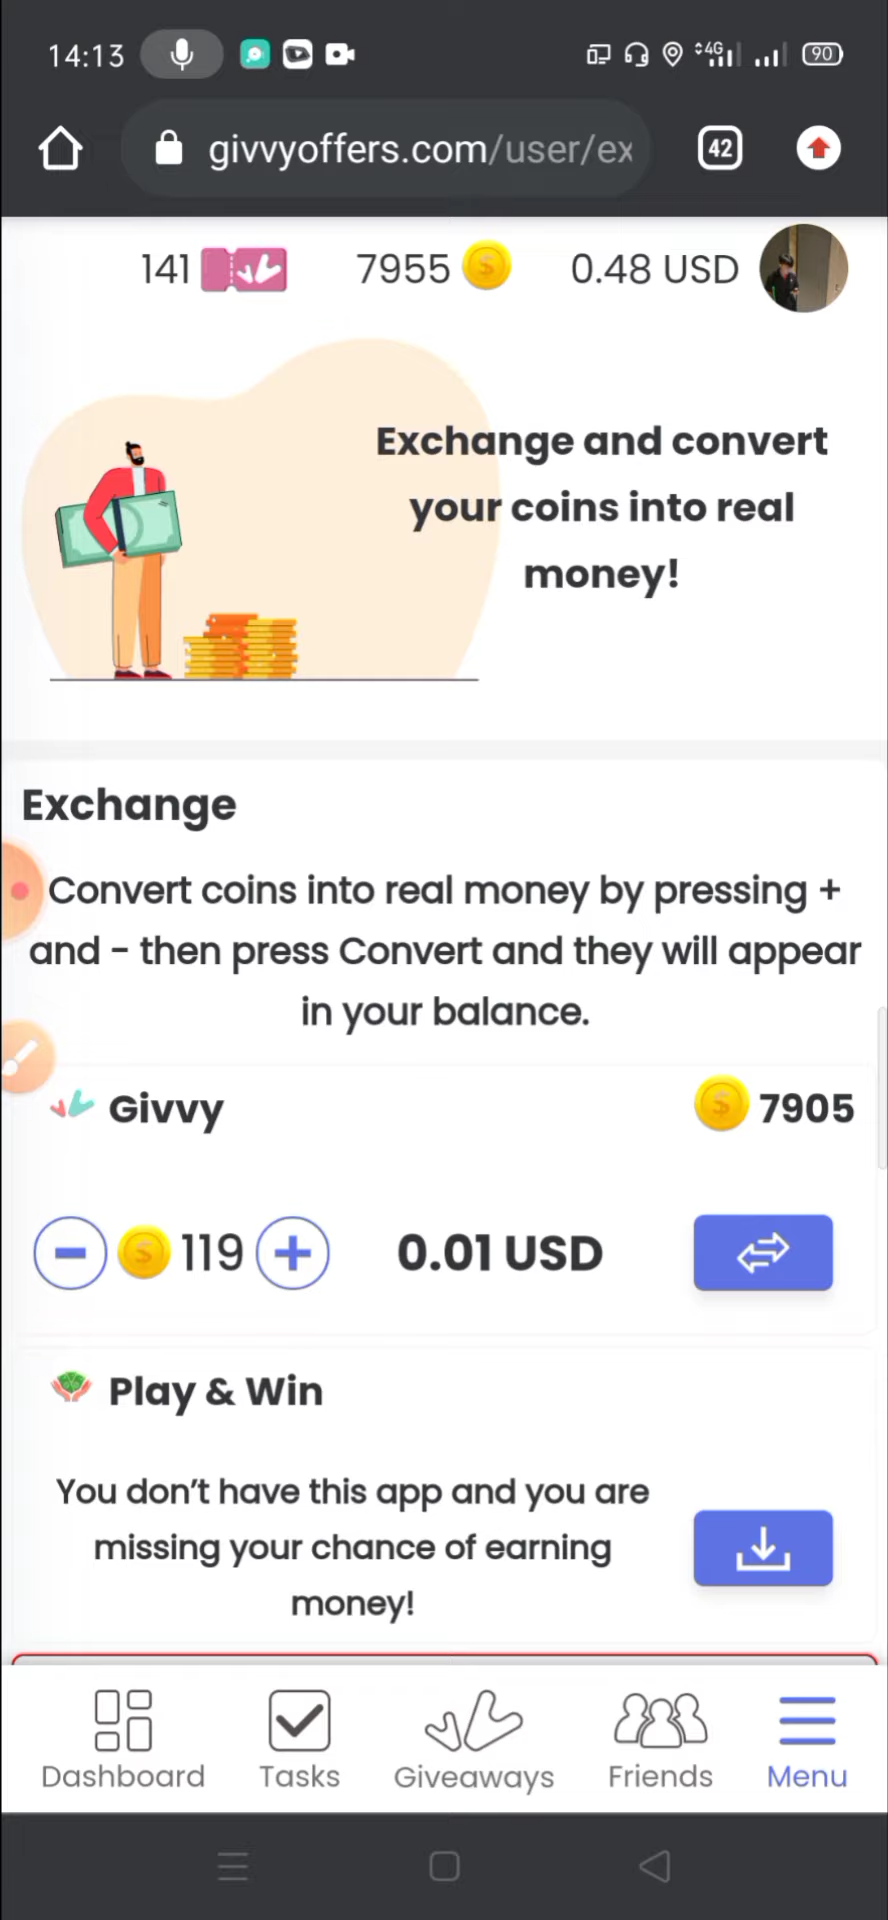 14:13
4G
90
givvyoffers.com/user/ex
42
141 7955 0.48 USD
Exchange and convert
your coins into real
money!
Exchange
Convert coins into real money by pressing +
and - then press Convert and they will appear
in your balance.
Givvy 7905
119 0.01 USD
Play & Win
You don't have this app and you are
missing your chance of earning
money!
Dashboard Tasks Giveaways Friends Menu